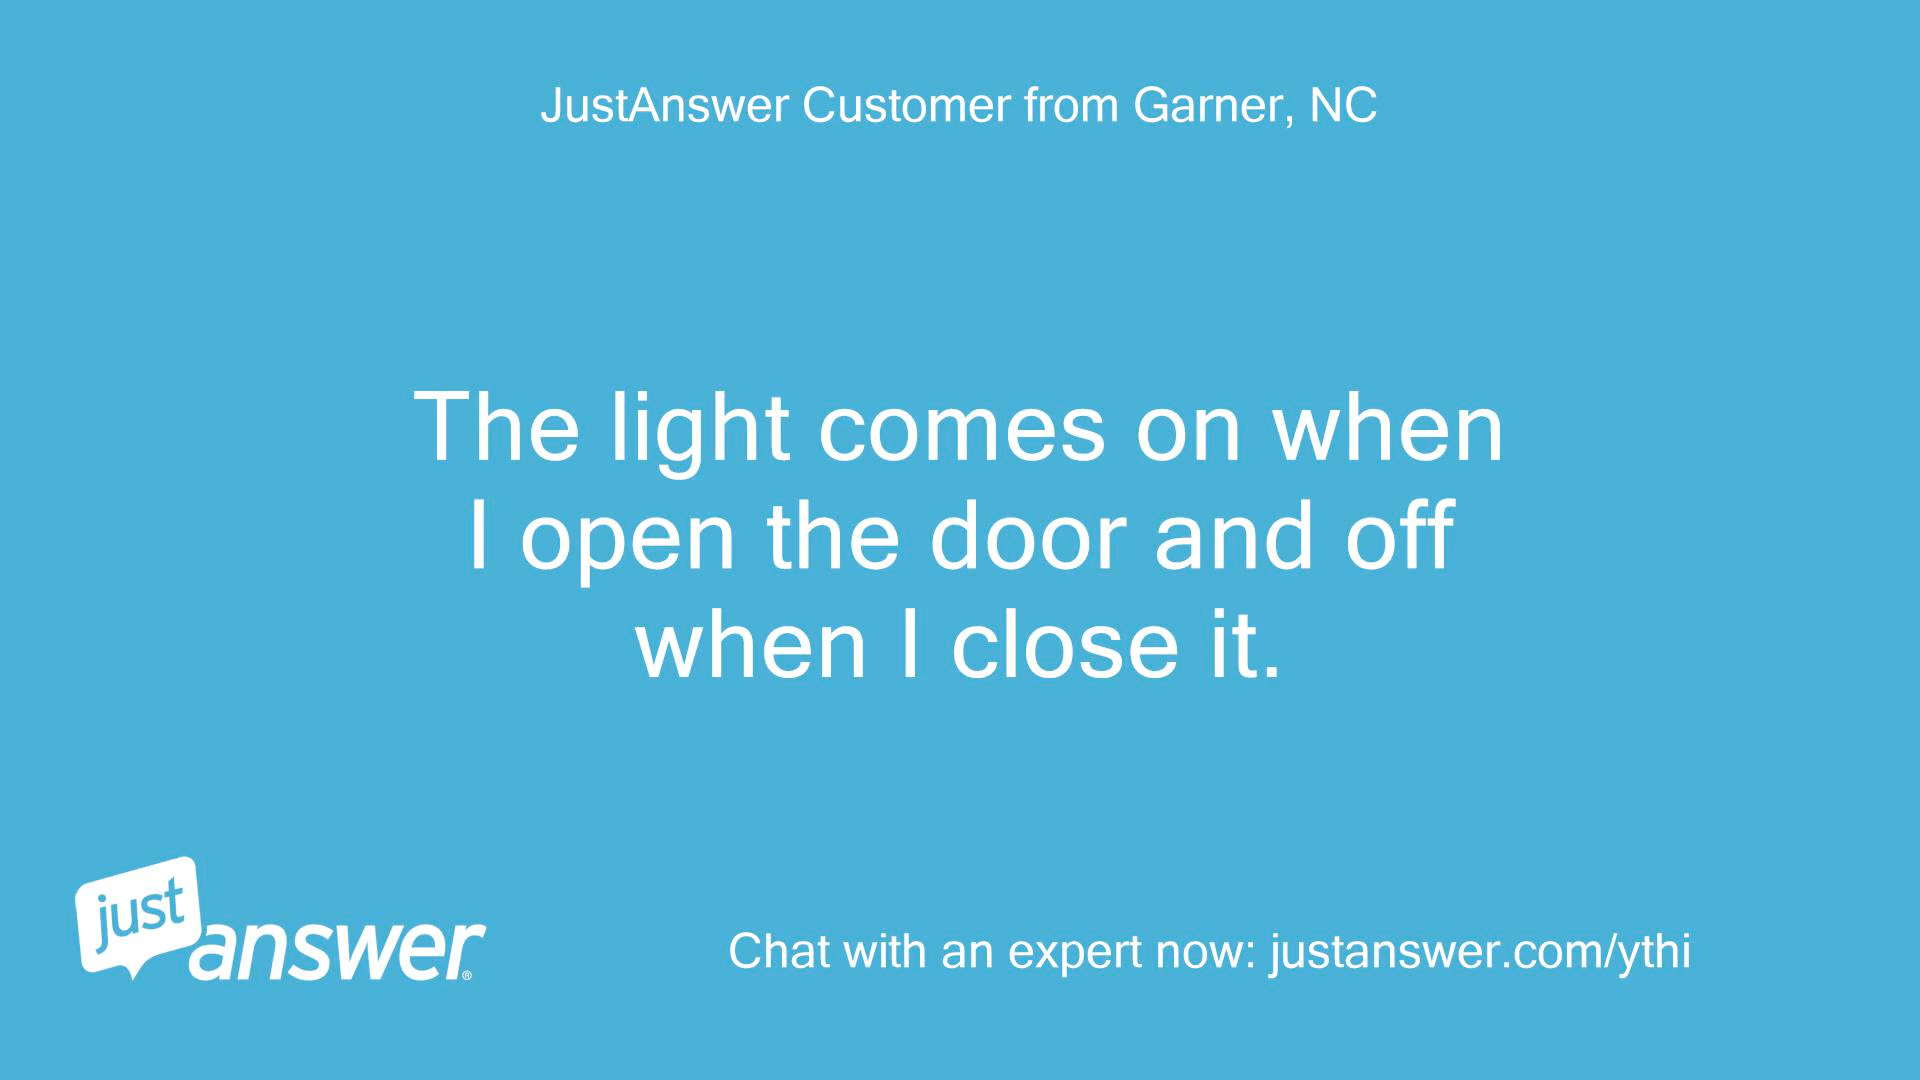 JustAnswer Customer from Garner, NC
The light comes on when
I open the door and off
when I close it.
just
answer®
Chat with an expert now: justanswer.com/ythi